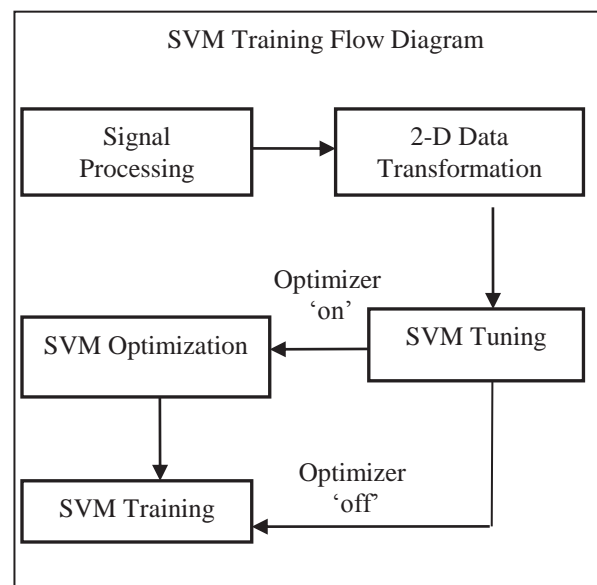 SVM Training Flow Diagram
Signal
Processing
2-D Data
Transformation
Optimizer
‘on’
SVM Optimization
SVM Tuning
Optimizer
‘off’
SVM Training